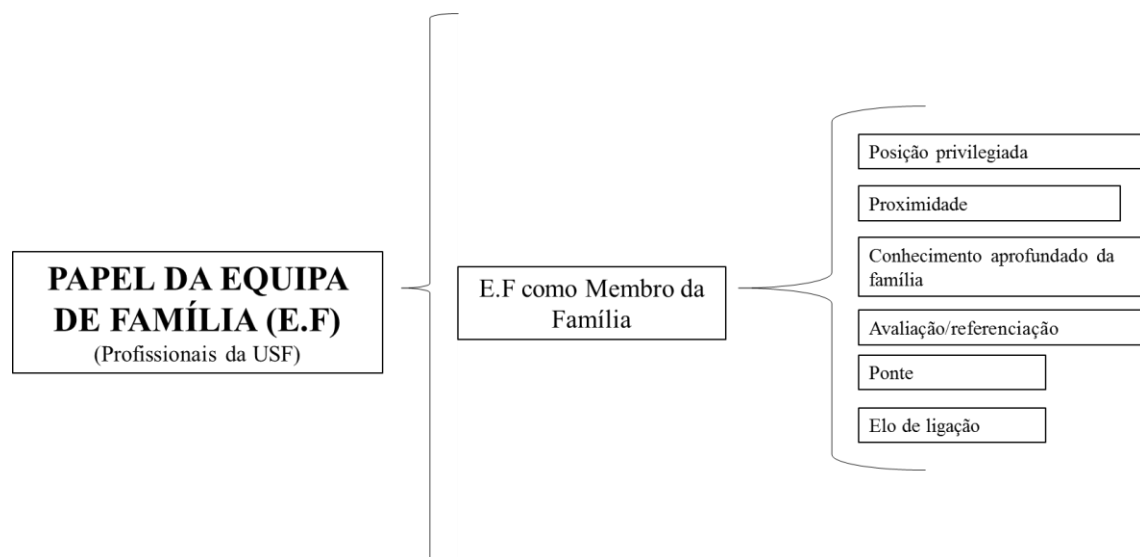 PAPEL DA EQUIPA
DE FAMÍLIA (E.F)
(Profissionais da USF)
E.F como Membro da
Família
Posição privilegiada
Proximidade
Conhecimento aprofundado da
família
Avaliação/referenciação
Ponte
Elo de ligação